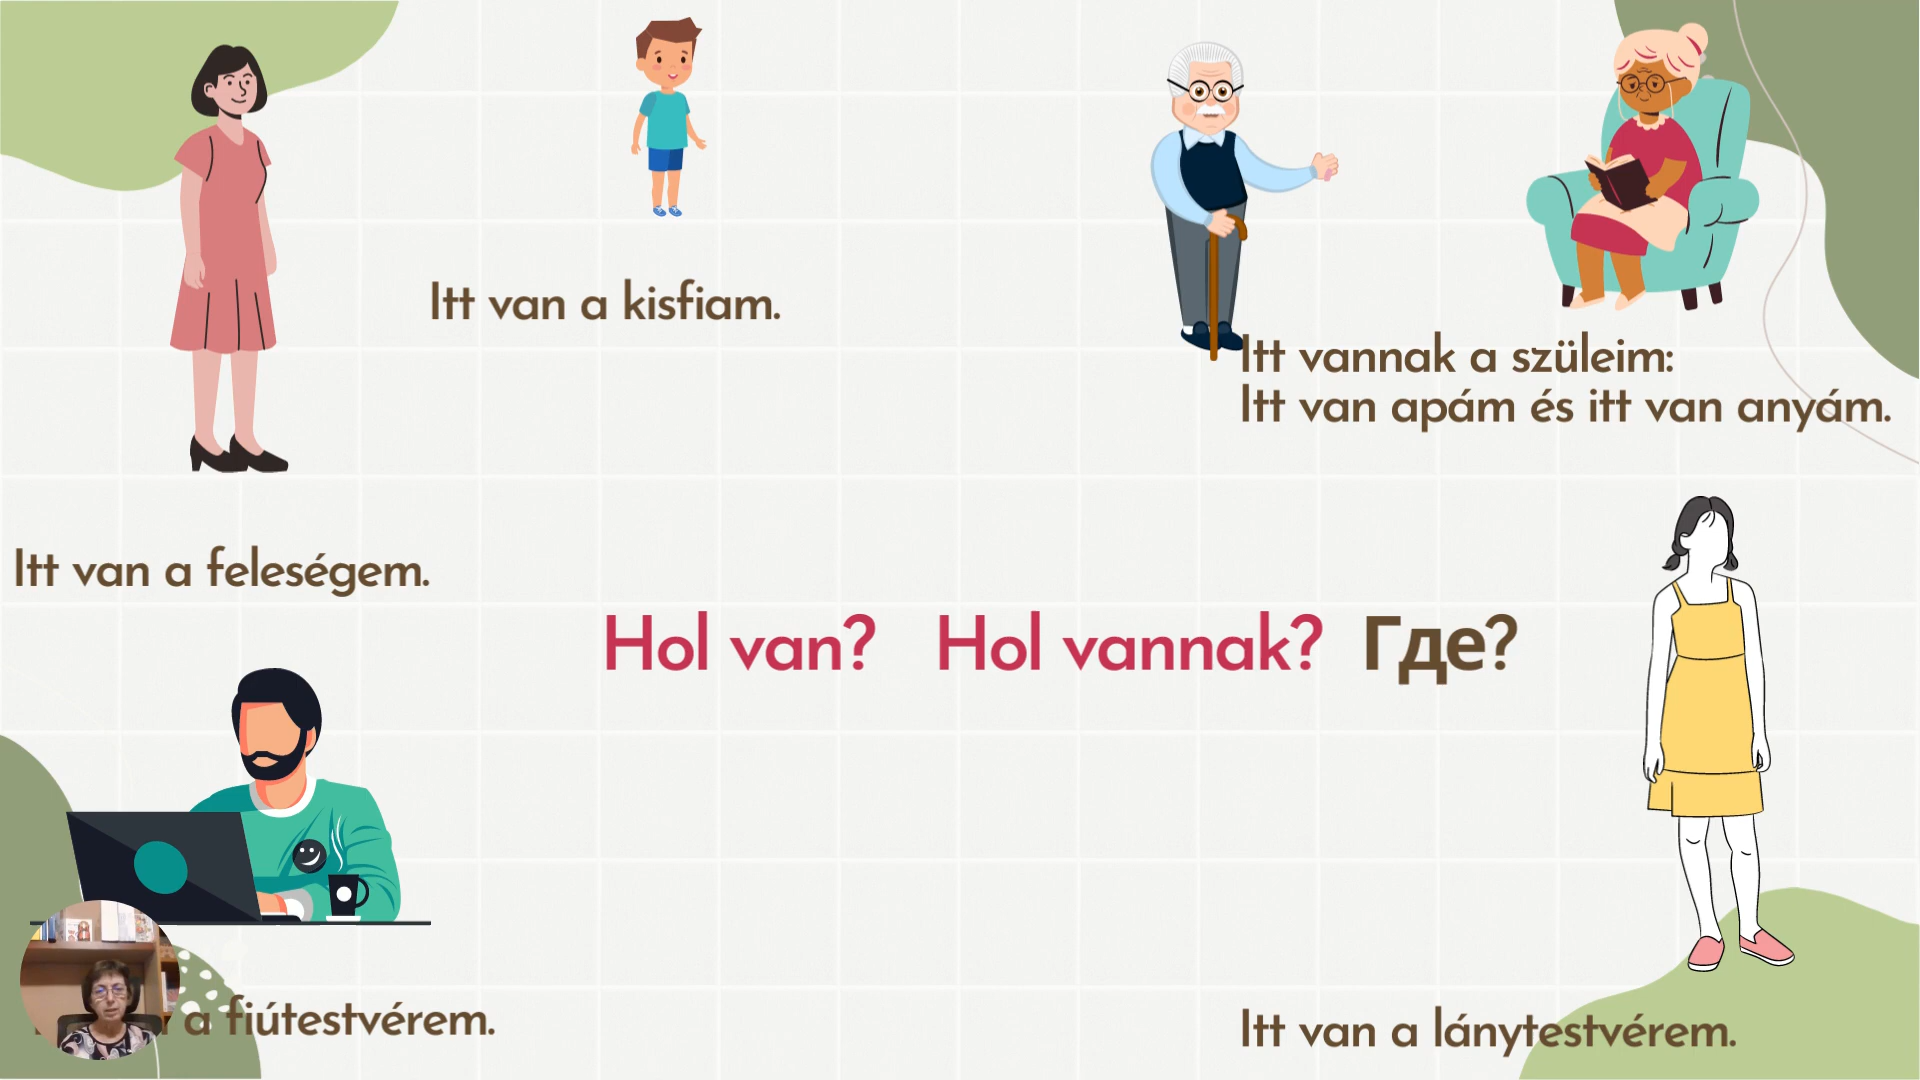 Itt van a kisfiam.
Itt vannak a szüleim:
Itt van apám és itt van anyám.
Itt van a feleségem.
Hol van? Hol vannak? Где?
a fiútestvérem.
Itt van a lánytestvérem.